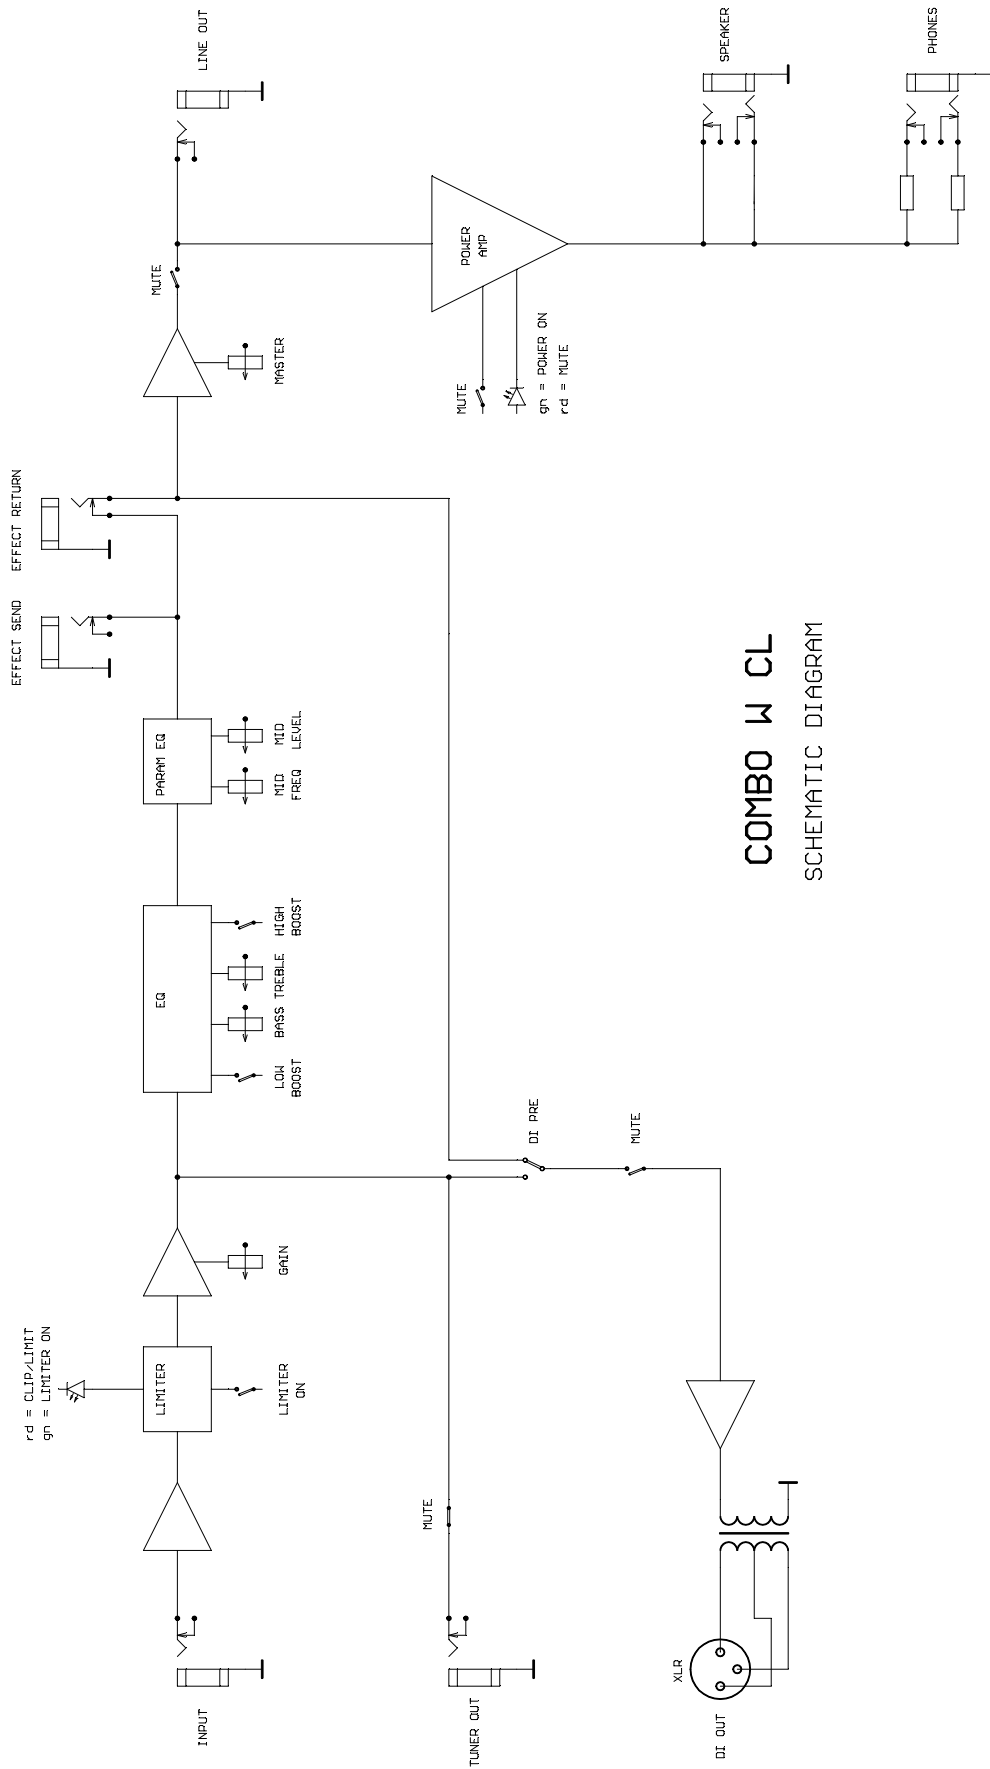 EFFECT SEND
EFFECT RETURN
LINE OUT
rd = CLIP/LIMIT
gn = LIMITER ON
INPUT
LIMITER
EQ
PARAM EQ
MUTE
LIMITER
ON
GAIN
LOW
BOOST
BASS
TREBLE
HIGH
BOOST
MID
FREQ
MID
LEVEL
MASTER
TUNER OUT
MUTE
MUTE
POWER
AMP
gn = POWER ON
rd = MUTE
DI PRE
MUTE
XLR
DI OUT
SPEAKER
COMBO W CL
SCHEMATIC DIAGRAM
PHONES